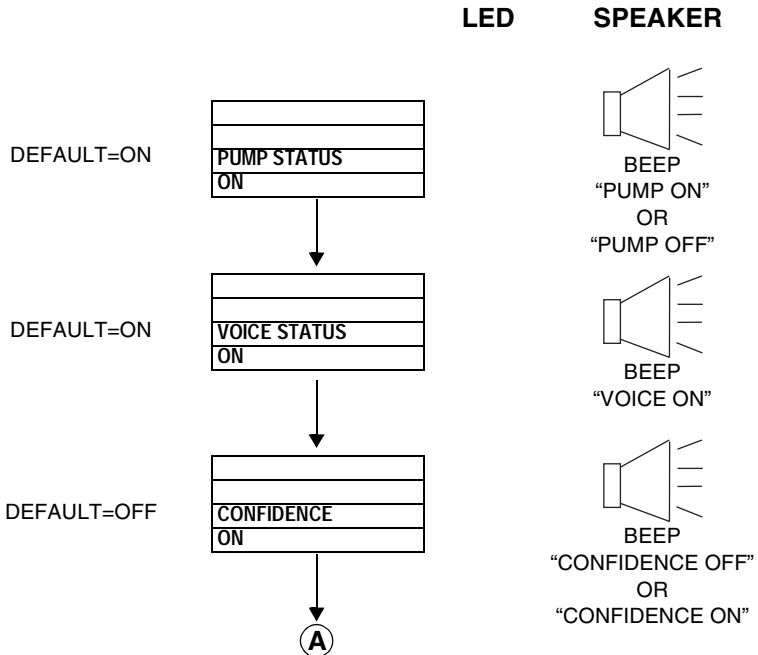 LED SPEAKER
DEFAULT=ON
PUMP STATUS
ON
BEEP
“PUMP ON”
OR
“PUMP OFF”
DEFAULT=ON
VOICE STATUS
ON
BEEP
“VOICE ON”
DEFAULT=OFF
CONFIDENCE
ON
BEEP
“CONFIDENCE OFF”
OR
“CONFIDENCE ON”
A